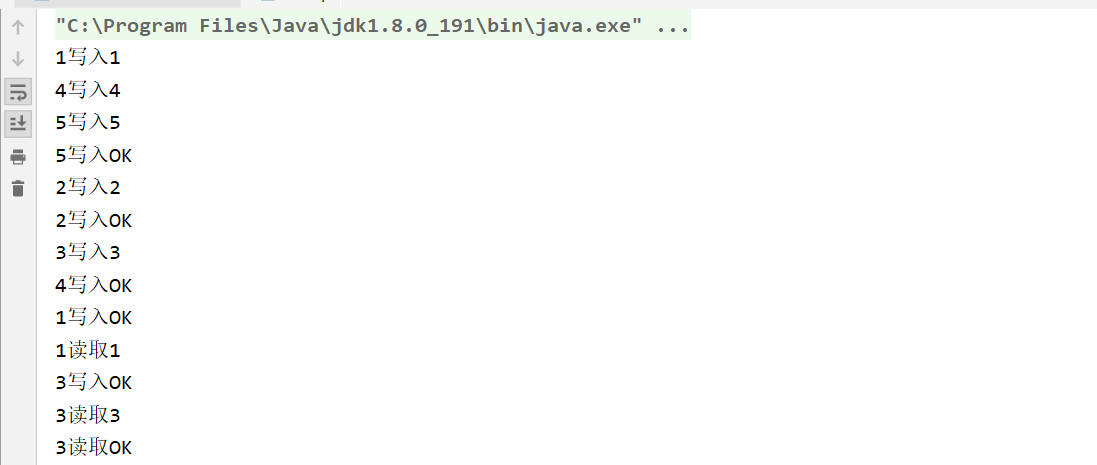 "C:\Program Files\Java\jdk1.8.0_191\bin\java.exe" ...
1写入1
4写入4
5写入5
5写入OK
2写入2
2写入OK
3写入3
4写入OK
1写入OK
1读取1
3写入OK
3读取3
3读取OK